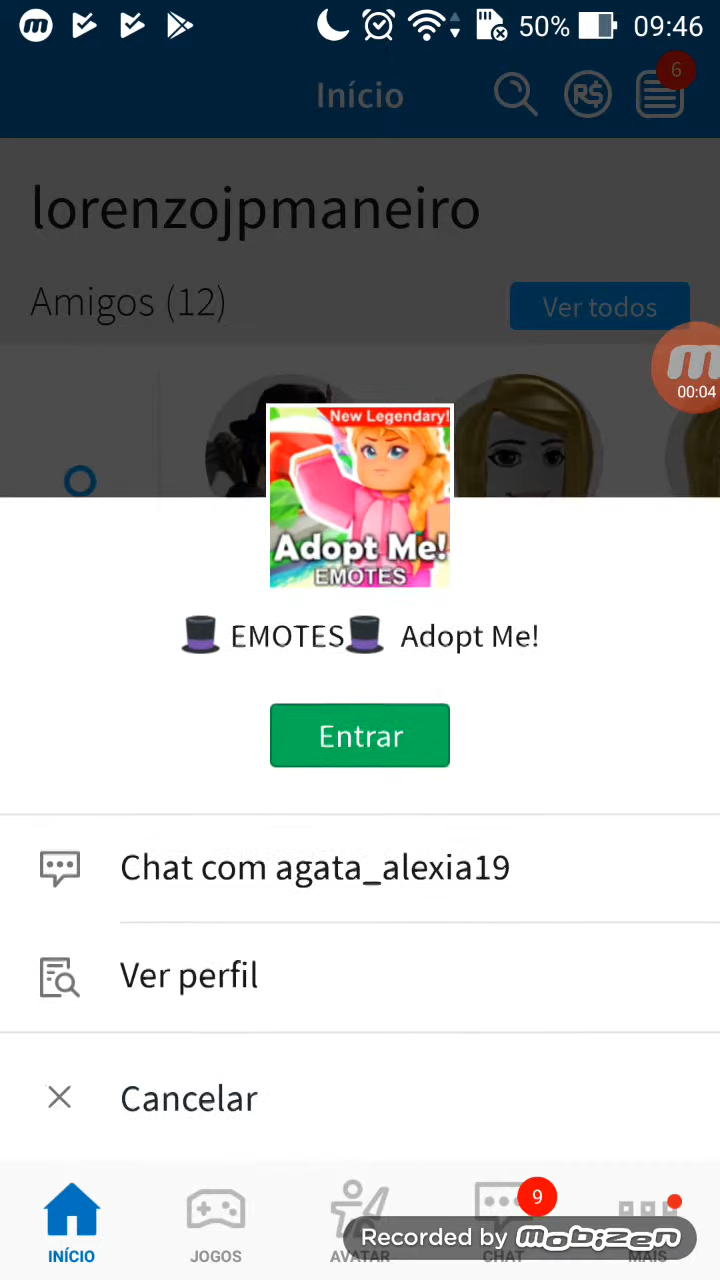 50% 09:46
Início
R$
6
lorenzojpmaneiro
Amigos (12)
Ver todos
00:04
New Legendary!
Adopt Me!
EMOTES
EMOTES Adopt Me!
Entrar
Chat com agata_alexia19
Ver perfil
Cancelar
9
INÍCIO
JOGOS
AVATAR
CHAT
MAIS
Recorded by mobizen